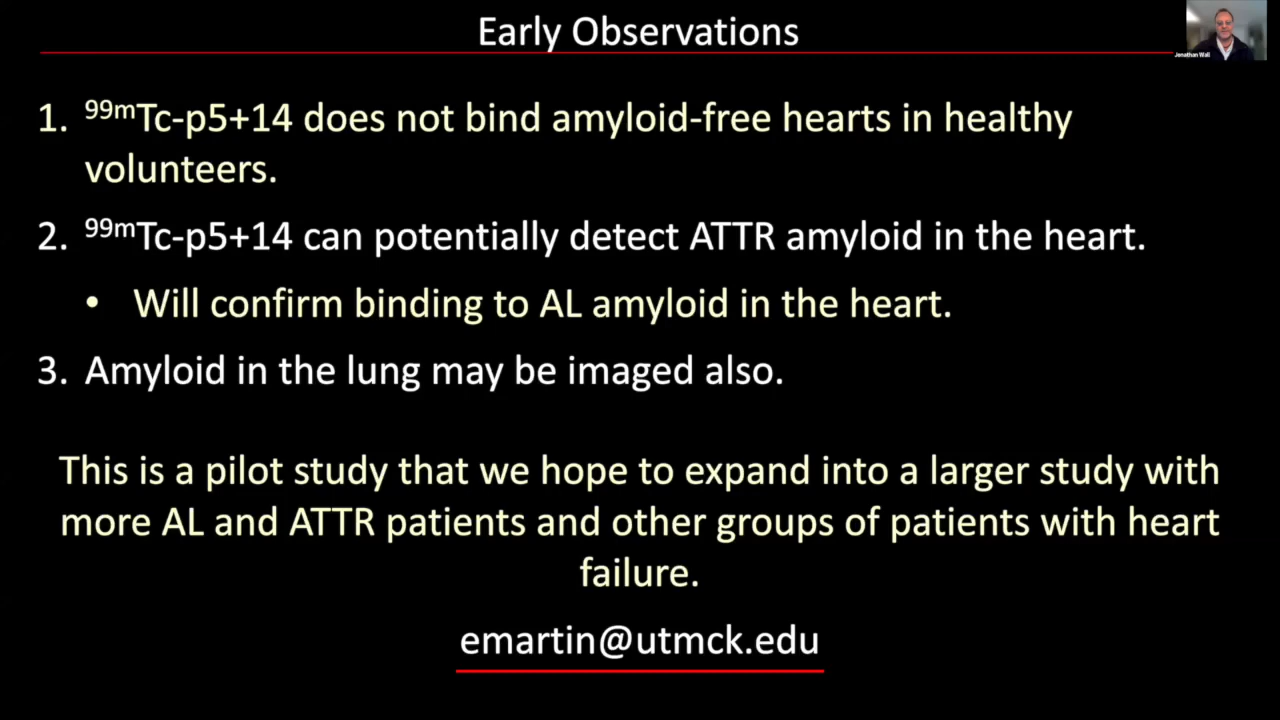 Early Observations
Jonathan Wall
1. ⁹⁹ᵐTc-p5+14 does not bind amyloid-free hearts in healthy
volunteers.
2. ⁹⁹ᵐTc-p5+14 can potentially detect ATTR amyloid in the heart.
• Will confirm binding to AL amyloid in the heart.
3. Amyloid in the lung may be imaged also.
This is a pilot study that we hope to expand into a larger study with
more AL and ATTR patients and other groups of patients with heart
failure.
emartin@utmck.edu